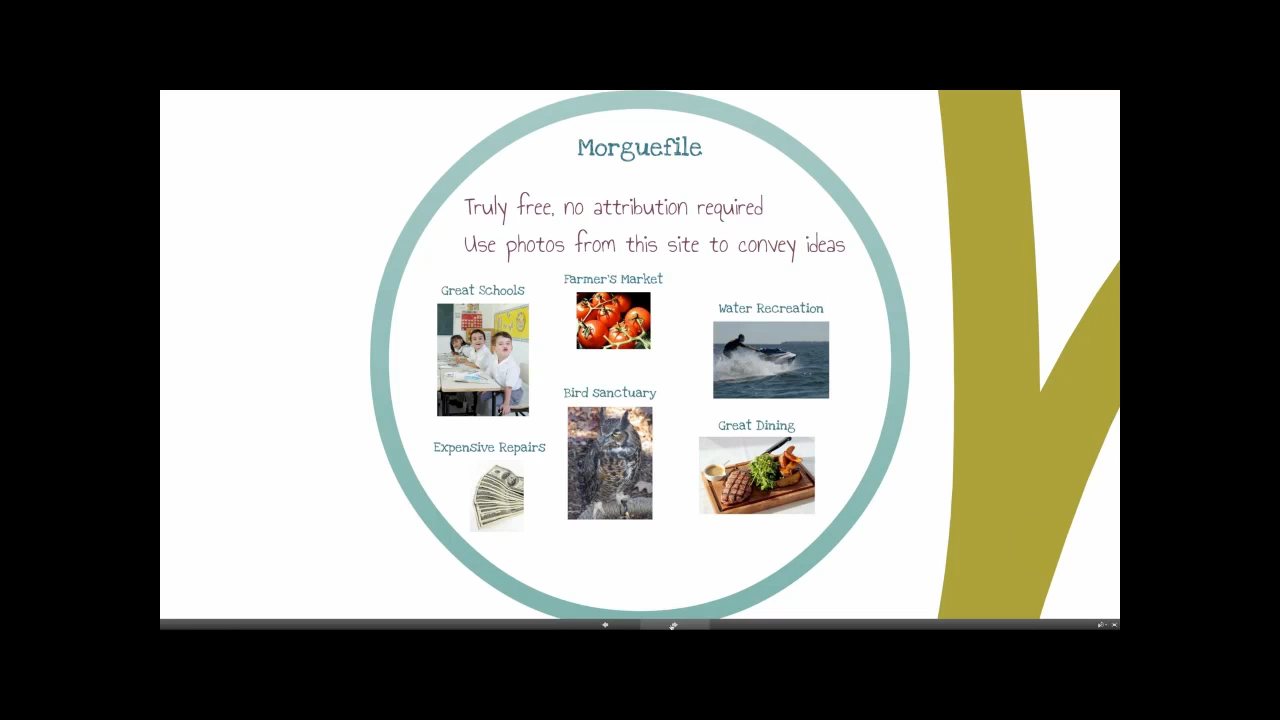 Morguefile
Truly free, no attribution required
Use photos from this site to convey ideas
Great Schools
Farmer's Market
Water Recreation
Bird sanctuary
Great Dining
Expensive Repairs